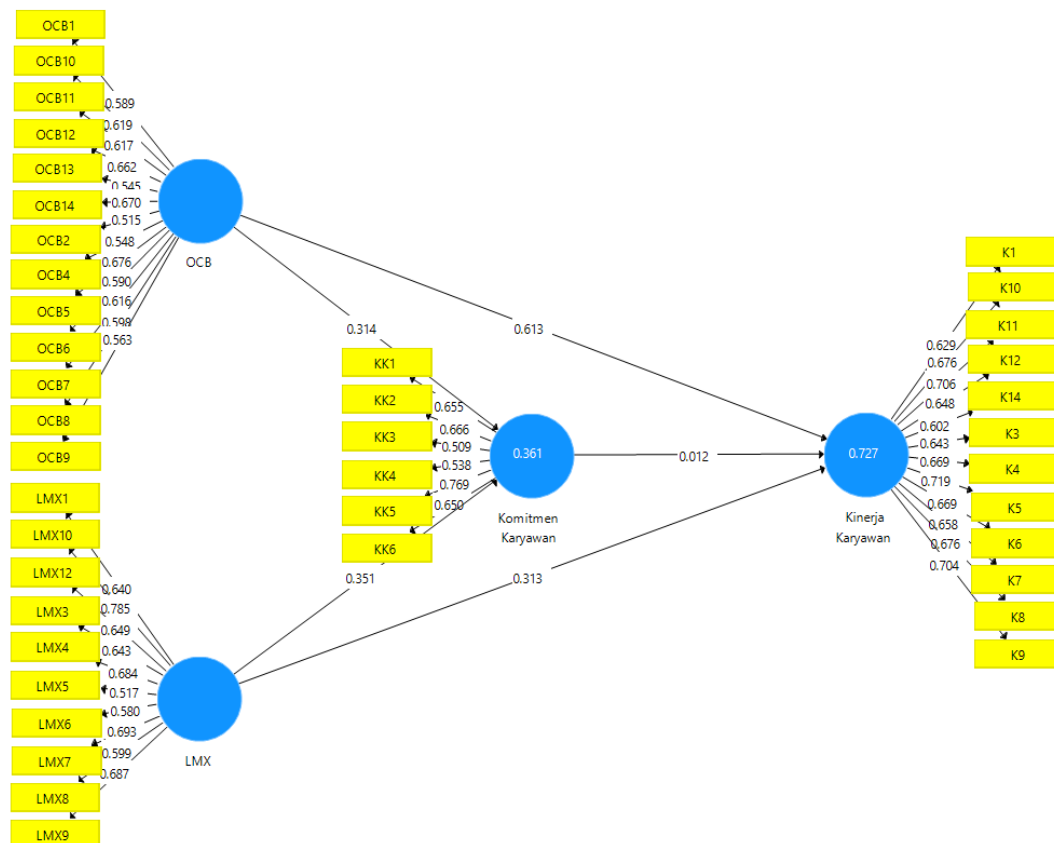 OCB1
OCB10
OCB11
OCB12
OCB13
OCB14
OCB2
OCB4
OCB5
OCB6
OCB7
OCB8
OCB9
0.589
0.619
0.617
0.662
0.545
0.670
0.515
0.548
0.676
0.590
0.616
0.598
0.563
OCB
LMX1
LMX10
LMX12
LMX3
LMX4
LMX5
LMX6
LMX7
LMX8
LMX9
0.640
0.785
0.649
0.643
0.684
0.517
0.580
0.693
0.599
0.687
LMX
0.314
0.613
0.351
0.313
0.012
KK1
KK2
KK3
KK4
KK5
KK6
0.655
0.666
0.509
0.538
0.769
0.650
0.361
Komitmen
Karyawan
0.727
Kinerja
Karyawan
0.629
0.676
0.706
0.648
0.602
0.643
0.669
0.719
0.669
0.658
0.676
0.704
K1
K10
K11
K12
K14
K3
K4
K5
K6
K7
K8
K9